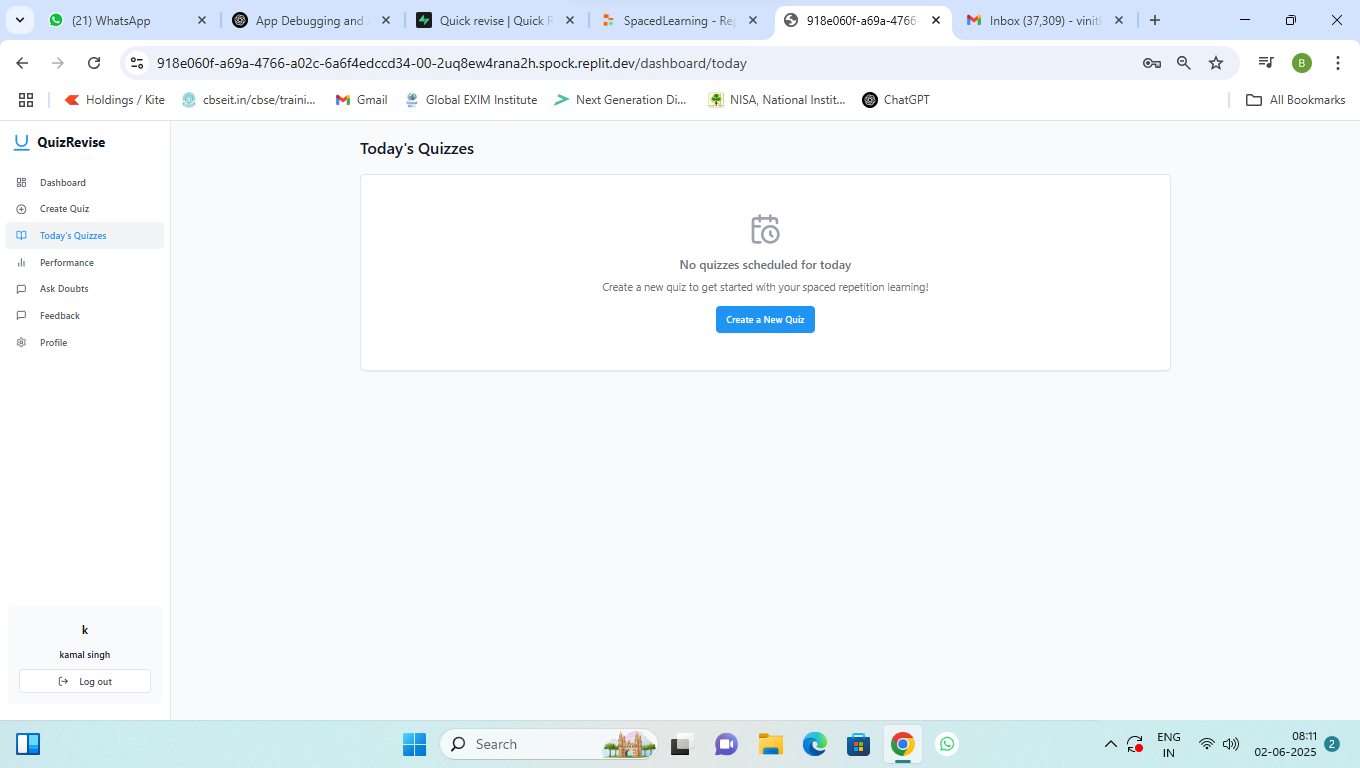 (21) WhatsApp
App Debugging and
Quick revise | Quick R
SpacedLearning - Rep
918e060f-a69a-4766
Inbox (37,309) - vinit
918e060f-a69a-4766-a02c-6a6f4edccd34-00-2uq8ew4rana2h.spock.replit.dev/dashboard/today
B
Holdings / Kite
cbseit.in/cbse/traini...
Gmail
Global EXIM Institute
Next Generation Di...
NISA, National Instit...
ChatGPT
All Bookmarks
QuizRevise
Dashboard
Create Quiz
Today's Quizzes
Performance
Ask Doubts
Feedback
Profile
k
kamal singh
Log out
Today's Quizzes
No quizzes scheduled for today
Create a new quiz to get started with your spaced repetition learning!
Create a New Quiz
Search
ENG
IN
08:11
02-06-2025
2